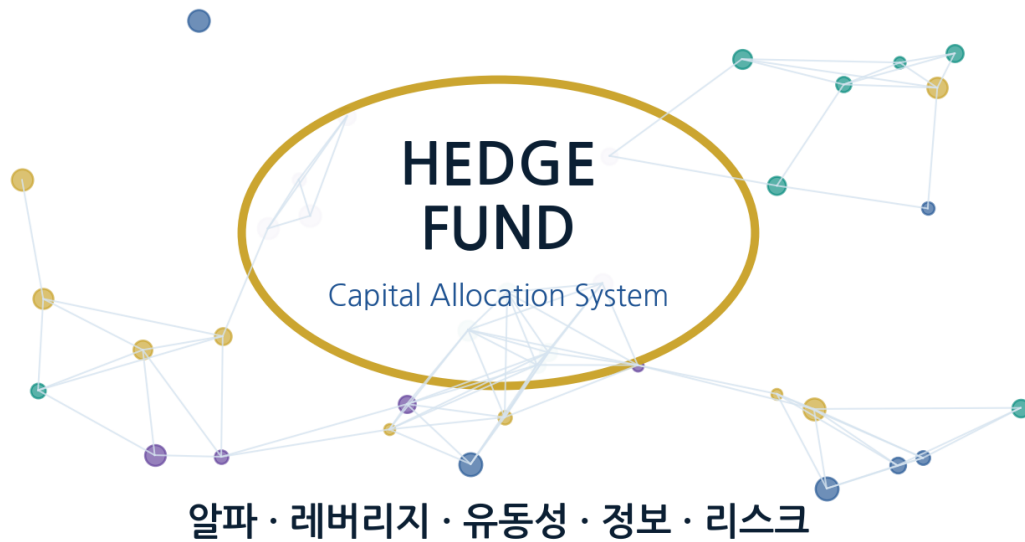 HEDGE
FUND
Capital Allocation System
알파 · 레버리지 · 유동성 · 정보 · 리스크